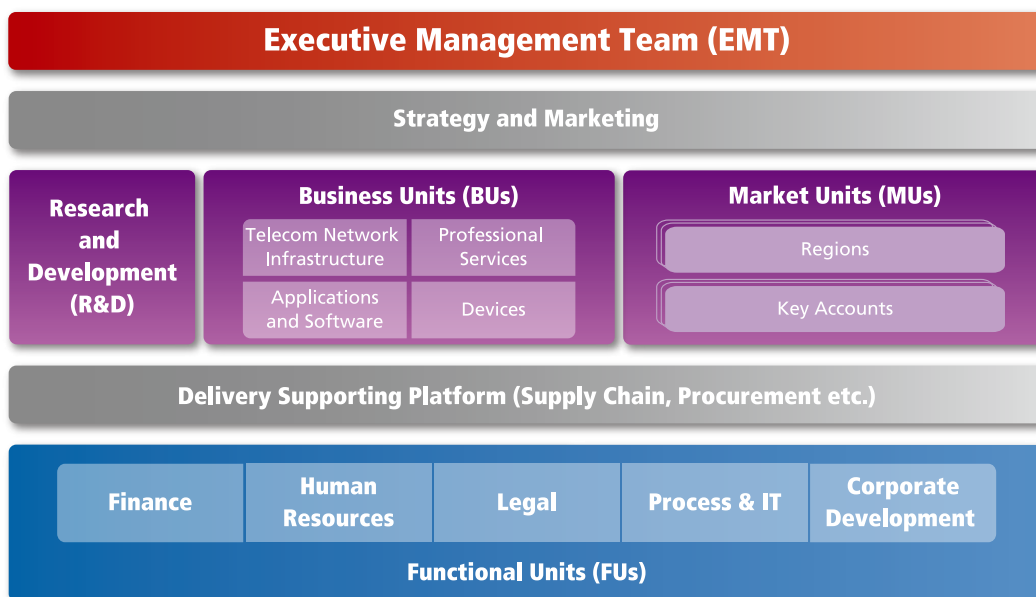 Executive Management Team (EMT)
Strategy and Marketing
Research
and
Development
(R&D)
Business Units (BUs)
Telecom Network
Infrastructure
Professional
Services
Applications
and Software
Devices
Market Units (MUs)
Regions
Key Accounts
Delivery Supporting Platform (Supply Chain, Procurement etc.)
Finance
Human
Resources
Legal
Process & IT
Corporate
Development
Functional Units (FUs)